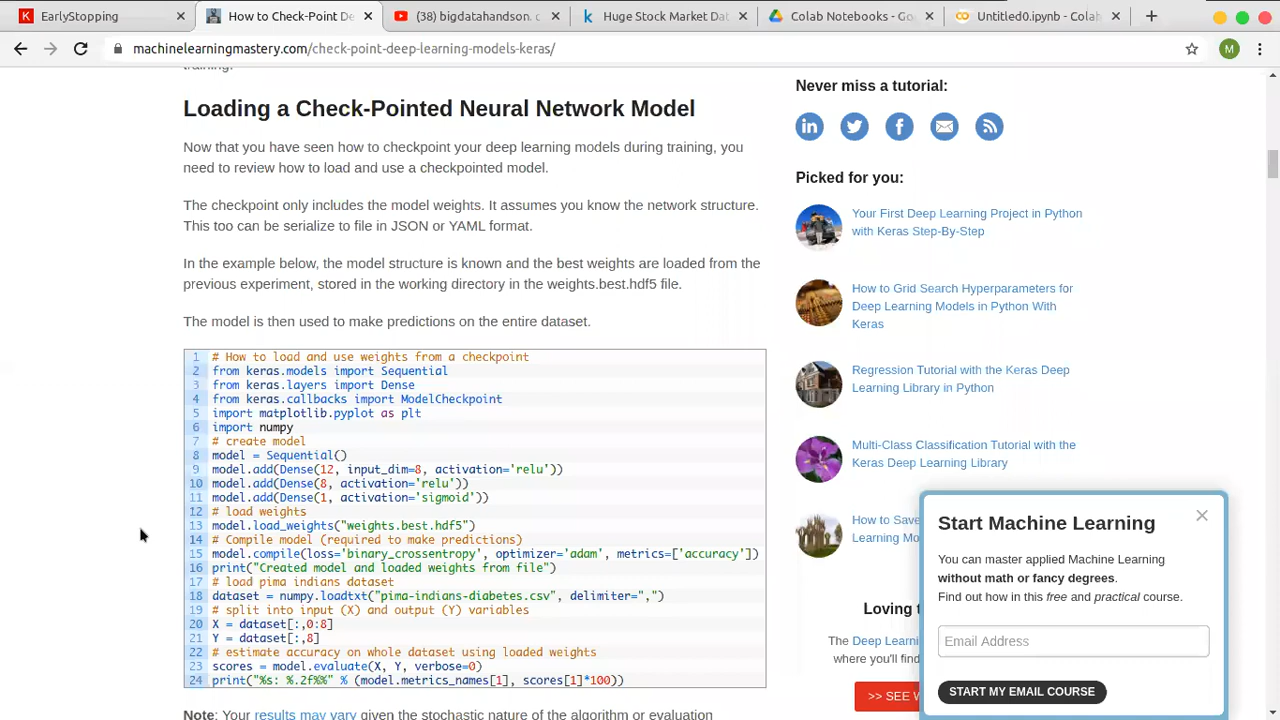 EarlyStopping
How to Check-Point De
(38) bigdatahandson. c
Huge Stock Market Dat
Colab Notebooks - Go
Untitled0.ipynb - Colab
machinelearningmastery.com/check-point-deep-learning-models-keras/
M
training.
Loading a Check-Pointed Neural Network Model
Now that you have seen how to checkpoint your deep learning models during training, you
need to review how to load and use a checkpointed model.
The checkpoint only includes the model weights. It assumes you know the network structure.
This too can be serialize to file in JSON or YAML format.
In the example below, the model structure is known and the best weights are loaded from the
previous experiment, stored in the working directory in the weights.best.hdf5 file.
The model is then used to make predictions on the entire dataset.
1 # How to load and use weights from a checkpoint
2 from keras.models import Sequential
3 from keras.layers import Dense
4 from keras.callbacks import ModelCheckpoint
5 import matplotlib.pyplot as plt
6 import numpy
7 # create model
8 model = Sequential()
9 model.add(Dense(12, input_dim=8, activation='relu'))
10 model.add(Dense(8, activation='relu'))
11 model.add(Dense(1, activation='sigmoid'))
12 # load weights
13 model.load_weights("weights.best.hdf5")
14 # Compile model (required to make predictions)
15 model.compile(loss='binary_crossentropy', optimizer='adam', metrics=['accuracy'])
16 print("Created model and loaded weights from file")
17 # load pima indians dataset
18 dataset = numpy.loadtxt("pima-indians-diabetes.csv", delimiter=",")
19 # split into input (X) and output (Y) variables
20 X = dataset[:,0:8]
21 Y = dataset[:,8]
22 # estimate accuracy on whole dataset using loaded weights
23 scores = model.evaluate(X, Y, verbose=0)
24 print("%s: %.2f%%" % (model.metrics_names[1], scores[1]*100))
Note: Your results may vary given the stochastic nature of the algorithm or evaluation
Never miss a tutorial:
Picked for you:
Your First Deep Learning Project in Python
with Keras Step-By-Step
How to Grid Search Hyperparameters for
Deep Learning Models in Python With
Keras
Regression Tutorial with the Keras Deep
Learning Library in Python
Multi-Class Classification Tutorial with the
Keras Deep Learning Library
How to Save
Learning Mo
Loving t
The Deep Learni
where you'll find
>> SEE W
Start Machine Learning
You can master applied Machine Learning
without math or fancy degrees.
Find out how in this free and practical course.
Email Address
START MY EMAIL COURSE